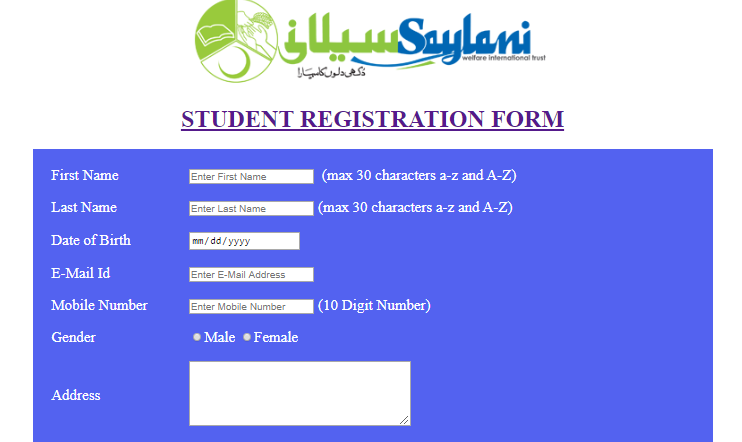 سیلانی Saylani
welfare international trust
دُکھی دلوں کا سہارا
STUDENT REGISTRATION FORM
First Name Enter First Name (max 30 characters a-z and A-Z)
Last Name Enter Last Name (max 30 characters a-z and A-Z)
Date of Birth mm/dd/yyyy
E-Mail Id Enter E-Mail Address
Mobile Number Enter Mobile Number (10 Digit Number)
Gender Male Female
Address